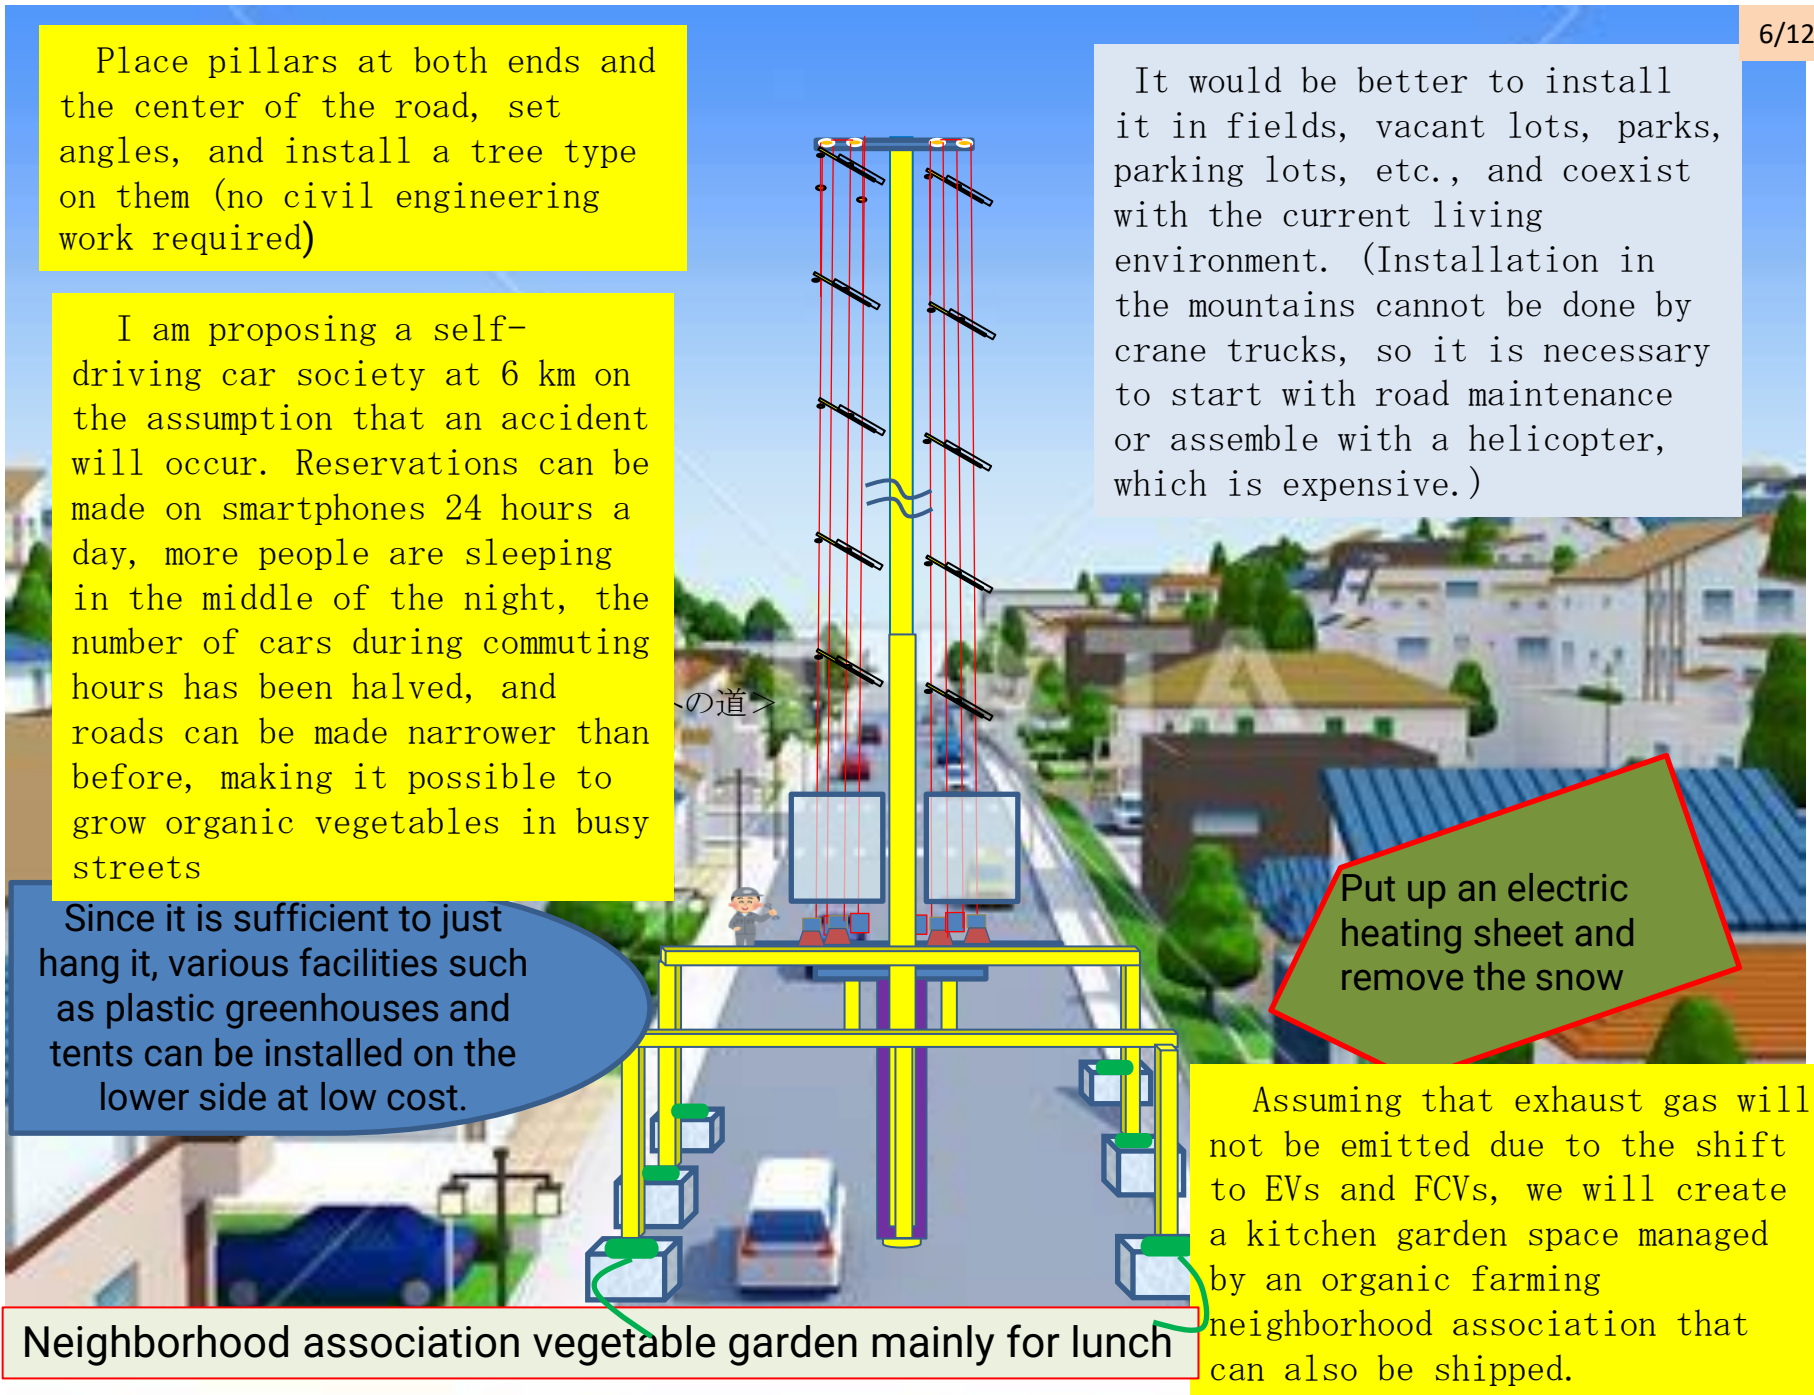 6/12
Place pillars at both ends and
the center of the road, set
angles, and install a tree type
on them (no civil engineering
work required)
It would be better to install
it in fields, vacant lots, parks,
parking lots, etc., and coexist
with the current living
environment. (Installation in
the mountains cannot be done by
crane trucks, so it is necessary
to start with road maintenance
or assemble with a helicopter,
which is expensive.)
I am proposing a self-
driving car society at 6 km on
the assumption that an accident
will occur. Reservations can be
made on smartphones 24 hours a
day, more people are sleeping
in the middle of the night, the
number of cars during commuting
hours has been halved, and
roads can be made narrower than
before, making it possible to
grow organic vegetables in busy
streets
の道>
Since it is sufficient to just
hang it, various facilities such
as plastic greenhouses and
tents can be installed on the
lower side at low cost.
Put up an electric
heating sheet and
remove the snow
Assuming that exhaust gas will
not be emitted due to the shift
to EVs and FCVs, we will create
a kitchen garden space managed
by an organic farming
neighborhood association that
can also be shipped.
Neighborhood association vegetable garden mainly for lunch